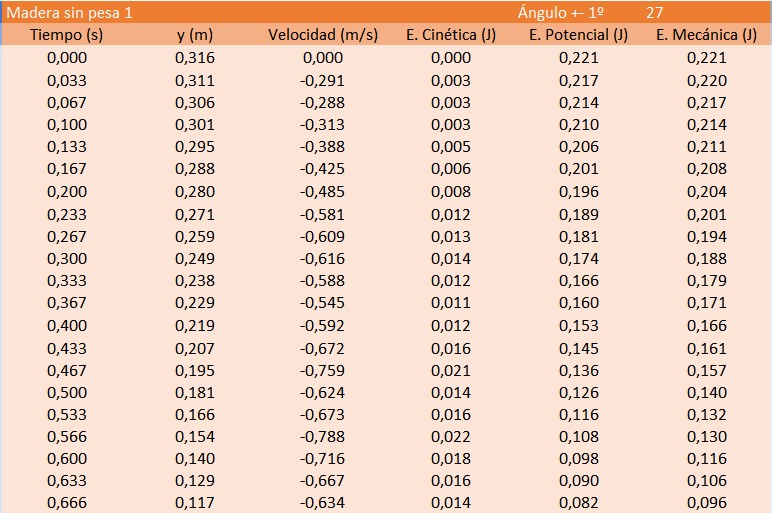 Madera sin pesa 1 Ángulo +- 1º 27
Tiempo (s) y (m) Velocidad (m/s) E. Cinética (J) E. Potencial (J) E. Mecánica (J)
0,000 0,316 0,000 0,000 0,221 0,221
0,033 0,311 -0,291 0,003 0,217 0,220
0,067 0,306 -0,288 0,003 0,214 0,217
0,100 0,301 -0,313 0,003 0,210 0,214
0,133 0,295 -0,388 0,005 0,206 0,211
0,167 0,288 -0,425 0,006 0,201 0,208
0,200 0,280 -0,485 0,008 0,196 0,204
0,233 0,271 -0,581 0,012 0,189 0,201
0,267 0,259 -0,609 0,013 0,181 0,194
0,300 0,249 -0,616 0,014 0,174 0,188
0,333 0,238 -0,588 0,012 0,166 0,179
0,367 0,229 -0,545 0,011 0,160 0,171
0,400 0,219 -0,592 0,012 0,153 0,166
0,433 0,207 -0,672 0,016 0,145 0,161
0,467 0,195 -0,759 0,021 0,136 0,157
0,500 0,181 -0,624 0,014 0,126 0,140
0,533 0,166 -0,673 0,016 0,116 0,132
0,566 0,154 -0,788 0,022 0,108 0,130
0,600 0,140 -0,716 0,018 0,098 0,116
0,633 0,129 -0,667 0,016 0,090 0,106
0,666 0,117 -0,634 0,014 0,082 0,096